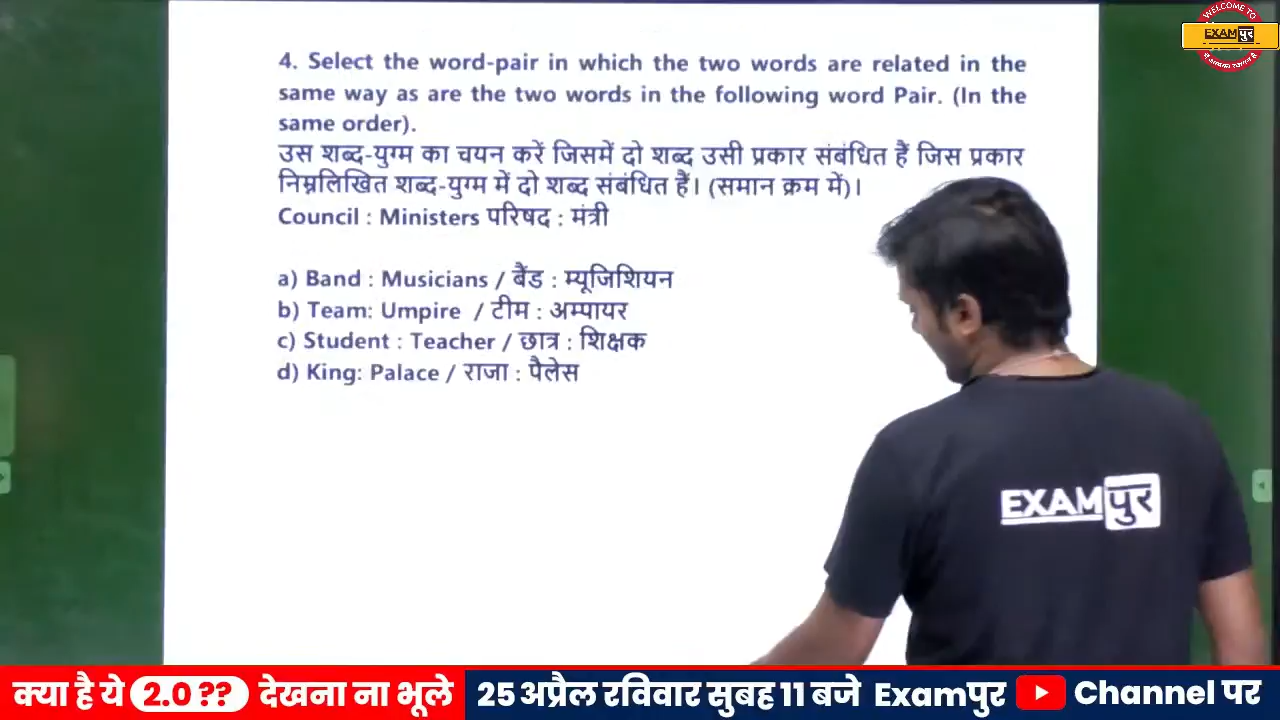 WELCOME TO
EXAMपुर
4. Select the word-pair in which the two words are related in the
same way as are the two words in the following word Pair. (In the
same order).
उस शब्द-युग्म का चयन करें जिसमें दो शब्द उसी प्रकार संबंधित हैं जिस प्रकार
निम्नलिखित शब्द-युग्म में दो शब्द संबंधित हैं। (समान क्रम में)।
Council : Ministers परिषद : मंत्री
a) Band : Musicians / बैंड : म्यूजिशियन
b) Team: Umpire / टीम : अम्पायर
c) Student : Teacher / छात्र : शिक्षक
d) King: Palace / राजा : पैलेस
EXAMपुर
क्या है ये 2.0 ?? देखना ना भूले 25 अप्रैल रविवार सुबह 11 बजे Examपुर Channel पर